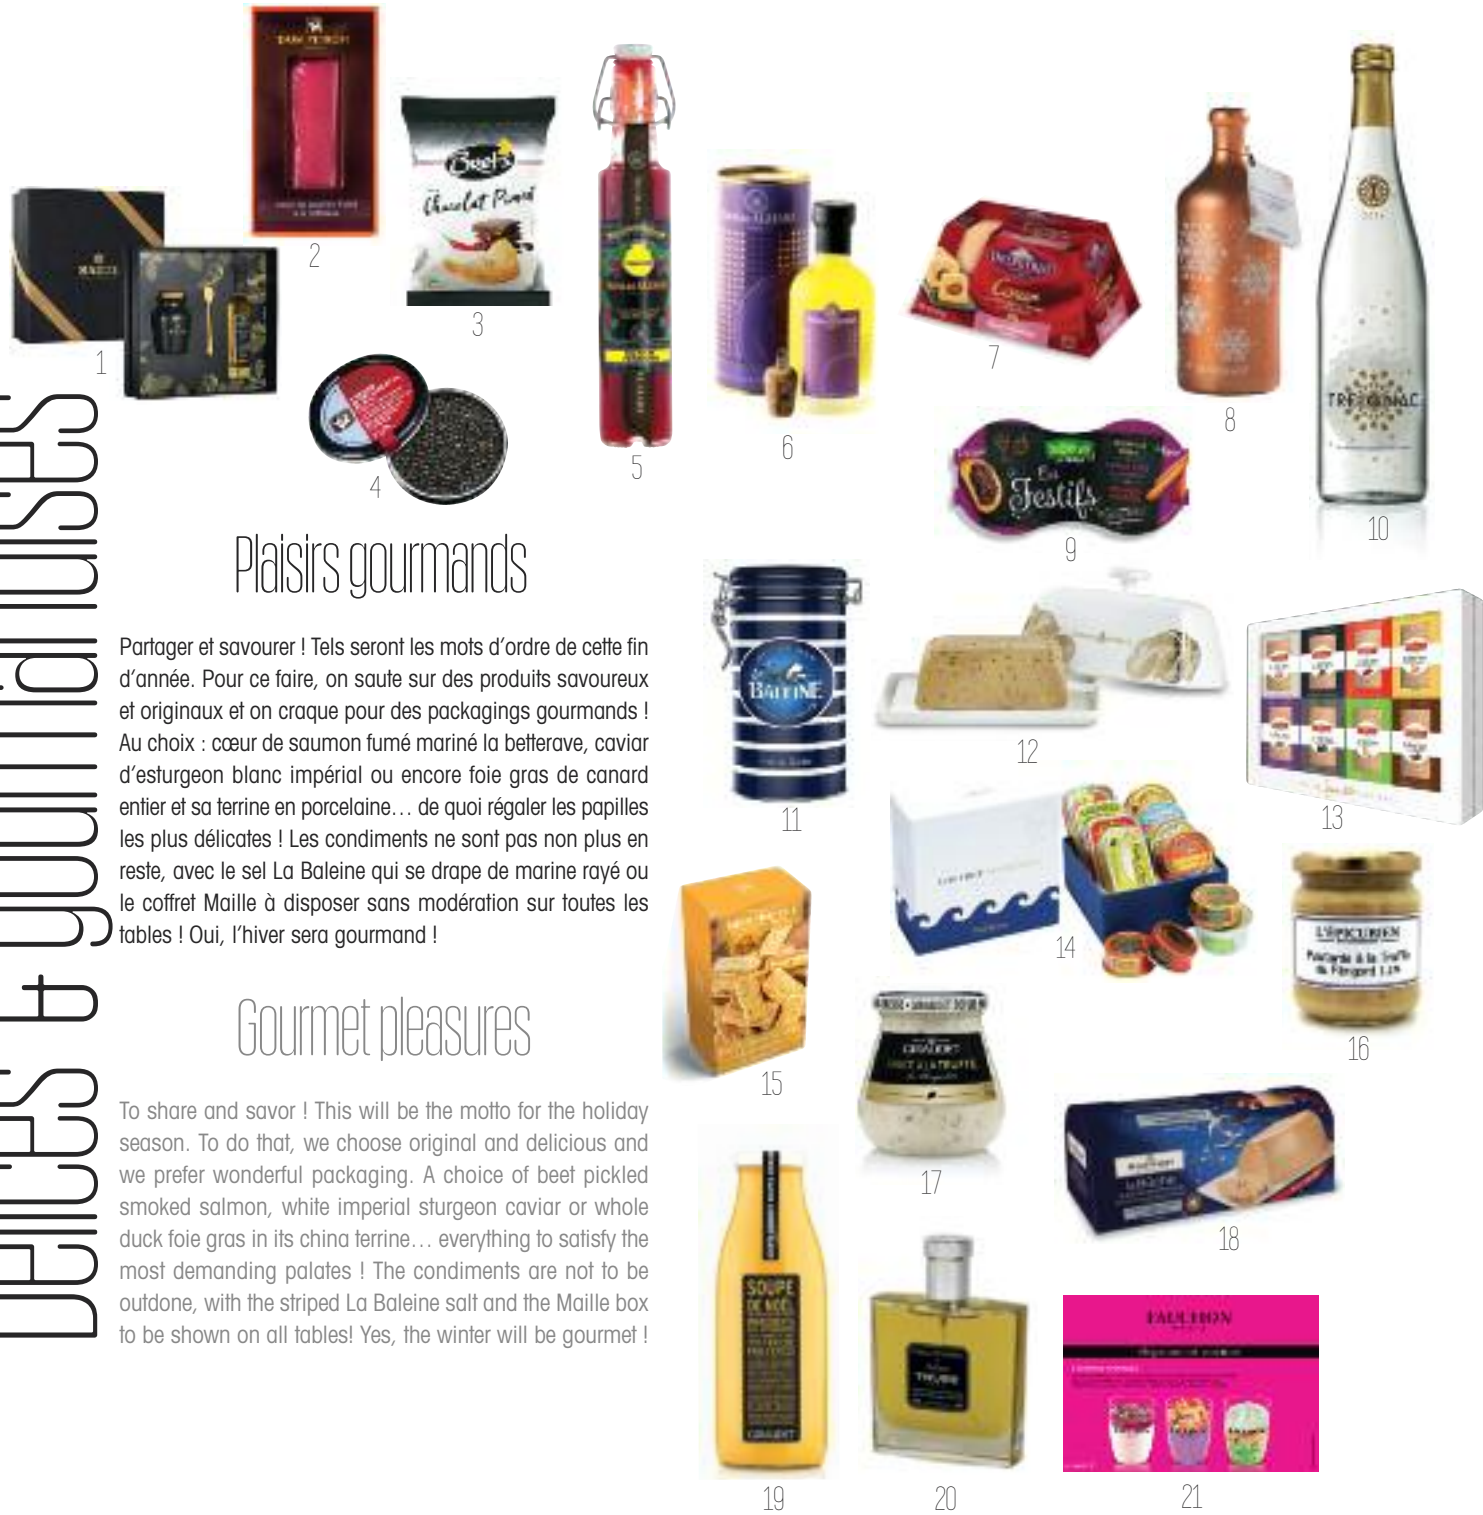 Délices & gourmandises
1
2
Bret's
Chocolat Piment
3
4
5
6
7
8
Festifs
9
TREIGNAC
10
Plaisirs gourmands
Partager et savourer ! Tels seront les mots d’ordre de cette fin
d’année. Pour ce faire, on saute sur des produits savoureux
et originaux et on craque pour des packagings gourmands !
Au choix : cœur de saumon fumé mariné la betterave, caviar
d’esturgeon blanc impérial ou encore foie gras de canard
entier et sa terrine en porcelaine… de quoi régaler les papilles
les plus délicates ! Les condiments ne sont pas non plus en
reste, avec le sel La Baleine qui se drape de marine rayé ou
le coffret Maille à disposer sans modération sur toutes les
tables ! Oui, l’hiver sera gourmand !
Gourmet pleasures
To share and savor ! This will be the motto for the holiday
season. To do that, we choose original and delicious and
we prefer wonderful packaging. A choice of beet pickled
smoked salmon, white imperial sturgeon caviar or whole
duck foie gras in its china terrine… everything to satisfy the
most demanding palates ! The condiments are not to be
outdone, with the striped La Baleine salt and the Maille box
to be shown on all tables! Yes, the winter will be gourmet !
BALEINE
11
12
13
14
15
L'ÉPICURIEN
Moutarde à la Truffe
du Périgord 1.1%
16
GIRAUDET
17
18
SOUPE
DE NOËL
GIRAUDET
19
20
FAUCHON
21